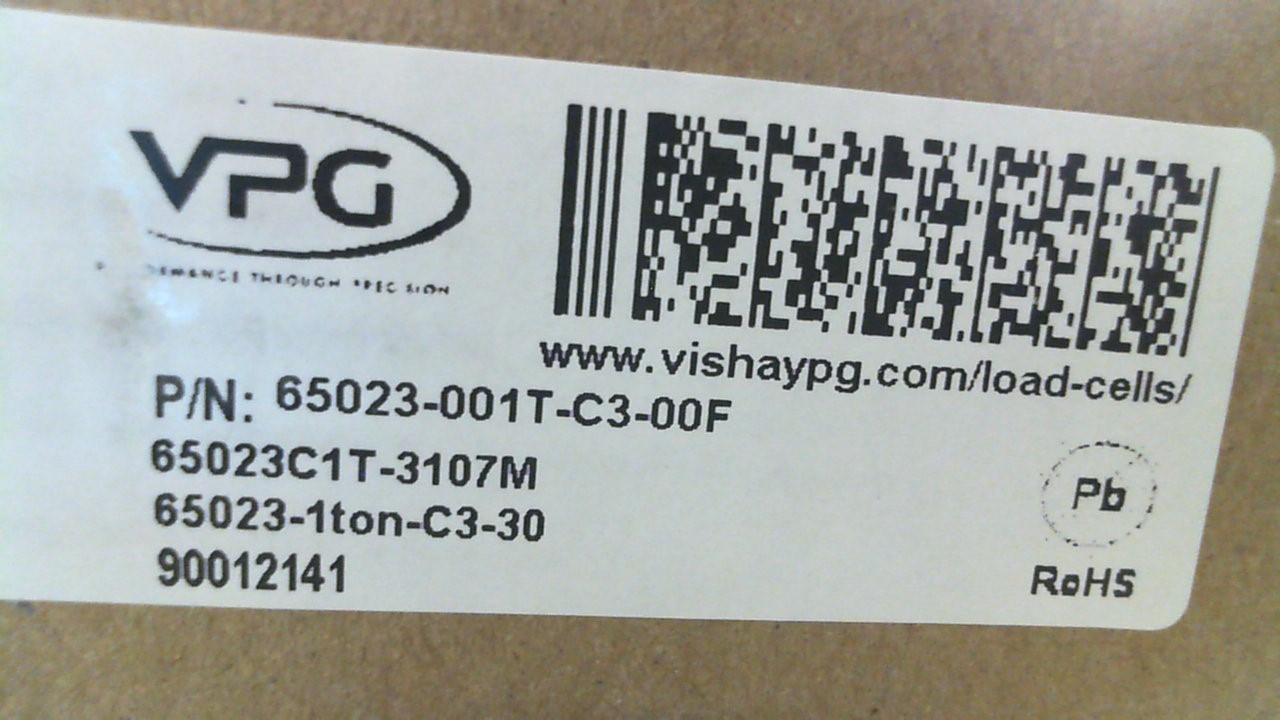 VPG
THROUGH
www.vishaypg.com/load-cells/
P/N: 65023-001T-C3-00F
65023C1T-3107M
65023-1ton-C3-30
90012141
Pb
RoHS